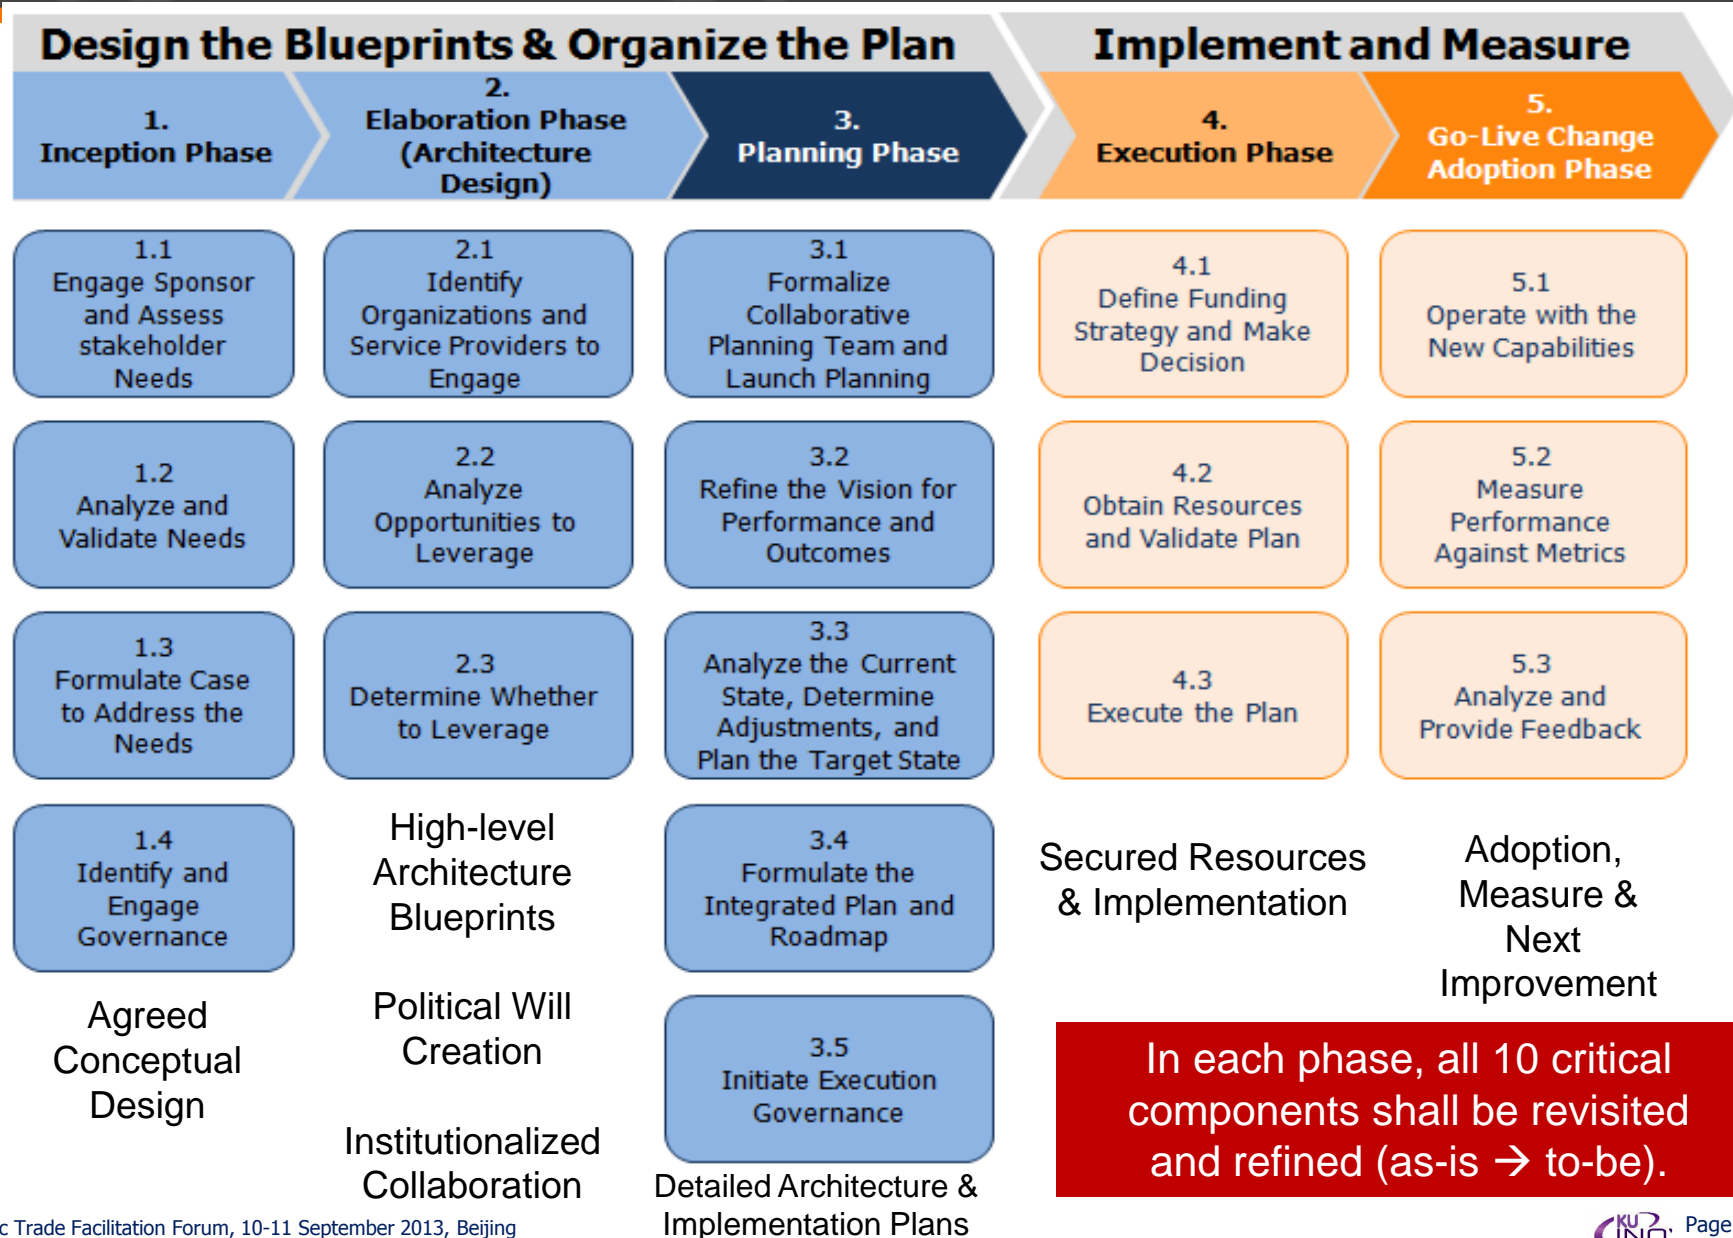 Design the Blueprints & Organize the Plan
Implement and Measure
1.
Inception Phase
2.
Elaboration Phase
(Architecture
Design)
3.
Planning Phase
4.
Execution Phase
5.
Go-Live Change
Adoption Phase
1.1
Engage Sponsor
and Assess
stakeholder
Needs
1.2
Analyze and
Validate Needs
1.3
Formulate Case
to Address the
Needs
1.4
Identify and
Engage
Governance
Agreed
Conceptual
Design
2.1
Identify
Organizations and
Service Providers to
Engage
2.2
Analyze
Opportunities to
Leverage
2.3
Determine Whether
to Leverage
High-level
Architecture
Blueprints
Political Will
Creation
Institutionalized
Collaboration
3.1
Formalize
Collaborative
Planning Team and
Launch Planning
3.2
Refine the Vision for
Performance and
Outcomes
3.3
Analyze the Current
State, Determine
Adjustments, and
Plan the Target State
3.4
Formulate the
Integrated Plan and
Roadmap
3.5
Initiate Execution
Governance
Detailed Architecture &
Implementation Plans
4.1
Define Funding
Strategy and Make
Decision
4.2
Obtain Resources
and Validate Plan
4.3
Execute the Plan
Secured Resources
& Implementation
5.1
Operate with the
New Capabilities
5.2
Measure
Performance
Against Metrics
5.3
Analyze and
Provide Feedback
Adoption,
Measure &
Next
Improvement
In each phase, all 10 critical
components shall be revisited
and refined (as-is → to-be).
c Trade Facilitation Forum, 10-11 September 2013, Beijing
KU
Page